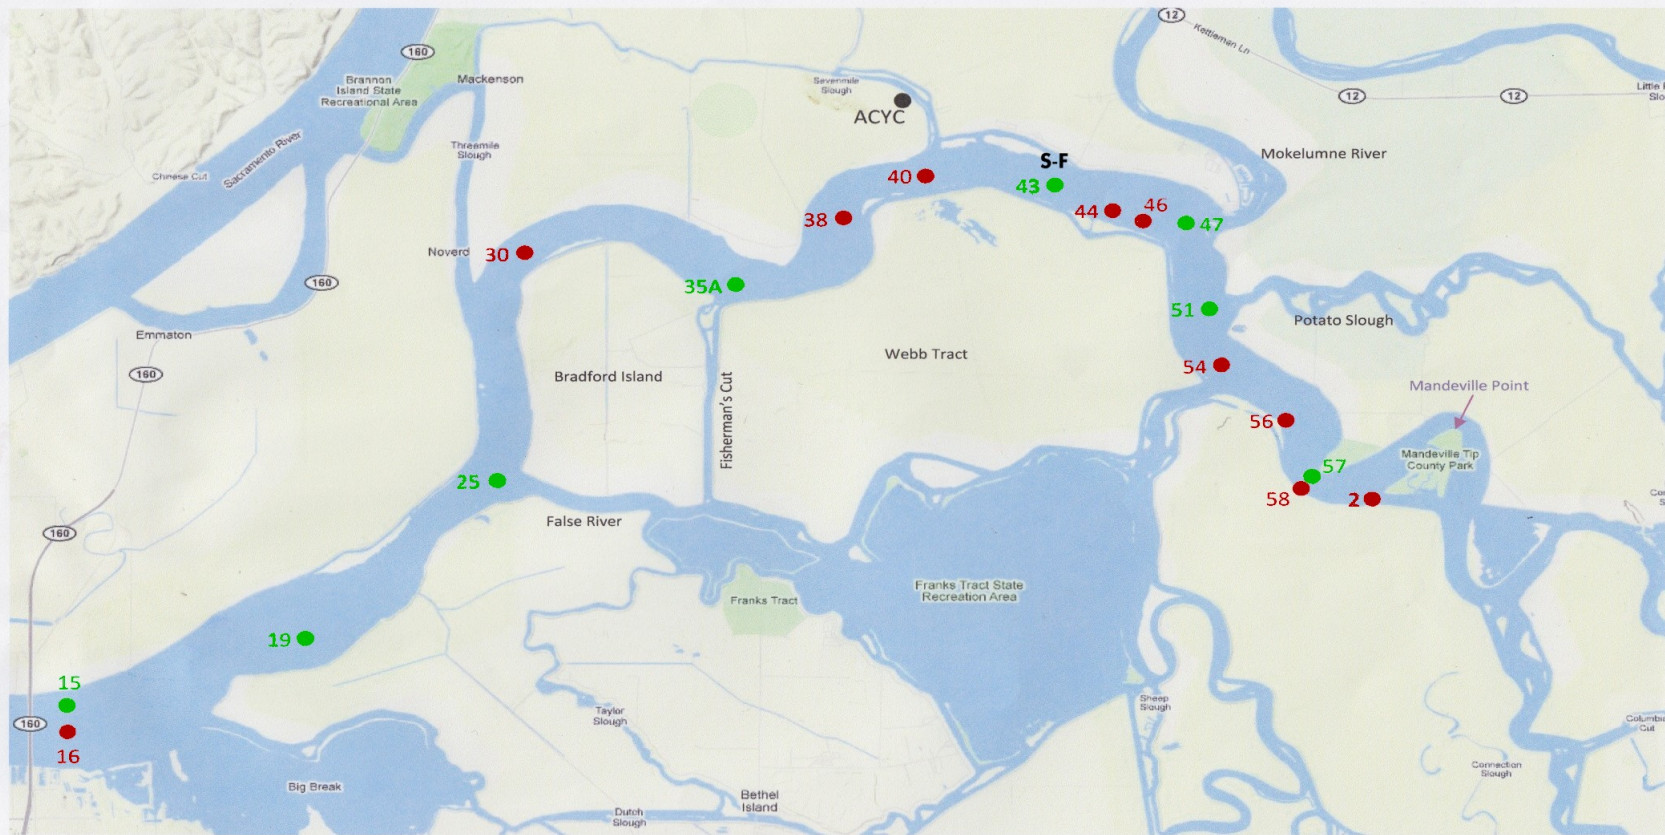 12
Kettleman Ln
160
Brannon
Island State
Recreational Area
Mackenson
Sevenmile
Slough
ACYC
12
12
Sacramento River
Threemile
Slough
Chinese Cut
S-F
43
40
Mokelumne River
44
46
47
38
Noverd
30
160
35A
51
Potato Slough
Emmaton
160
Bradford Island
Webb Tract
54
Mandeville Point
Fisherman's Cut
56
Mandeville Tip
County Park
57
58
2
25
False River
160
Franks Tract State
Recreation Area
Franks Tract
19
15
160
16
Taylor
Slough
Sheep
Slough
Columbia
Cut
Connection
Slough
Big Break
Bethel
Island
Dutch
Slough